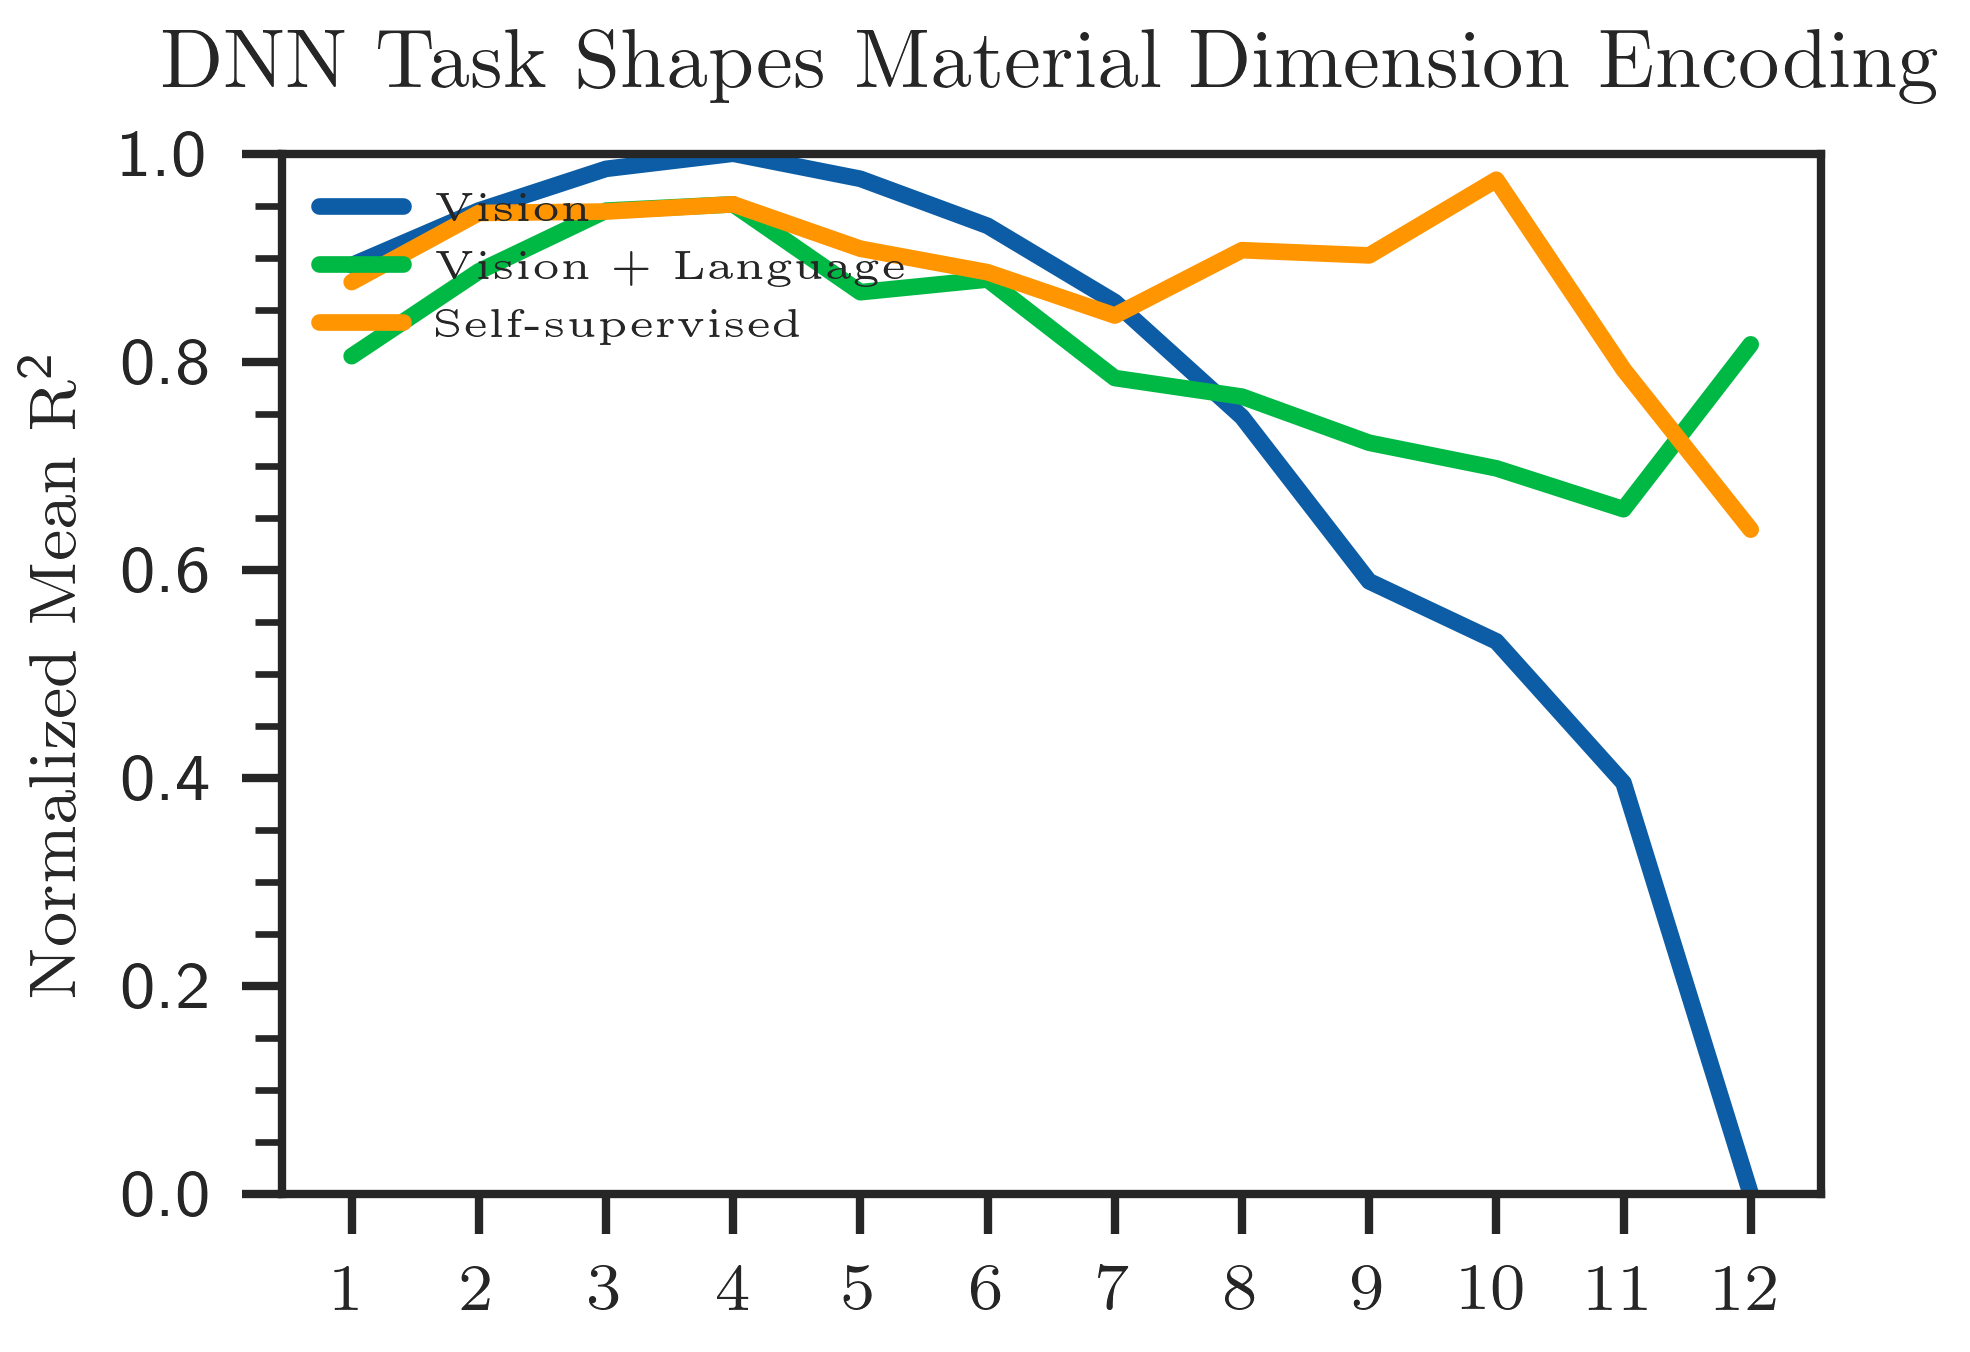 DNN Task Shapes Material Dimension Encoding
Normalized Mean R²
1.0
0.8
0.6
0.4
0.2
0.0
Vision
Vision + Language
Self-supervised
1 2 3 4 5 6 7 8 9 10 11 12